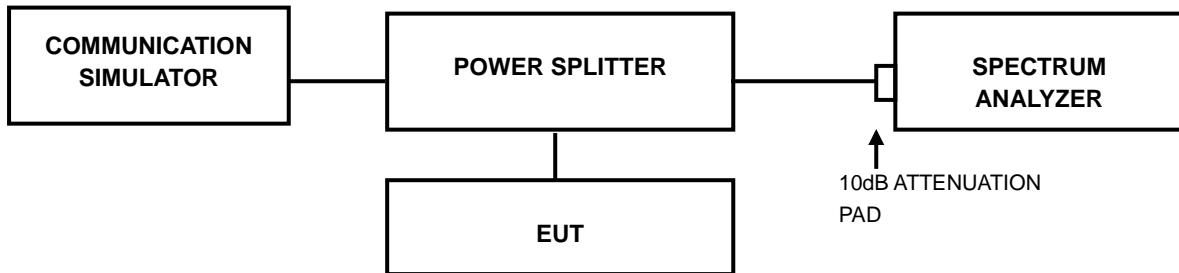 COMMUNICATION
SIMULATOR
POWER SPLITTER
SPECTRUM
ANALYZER
10dB ATTENUATION
PAD
EUT